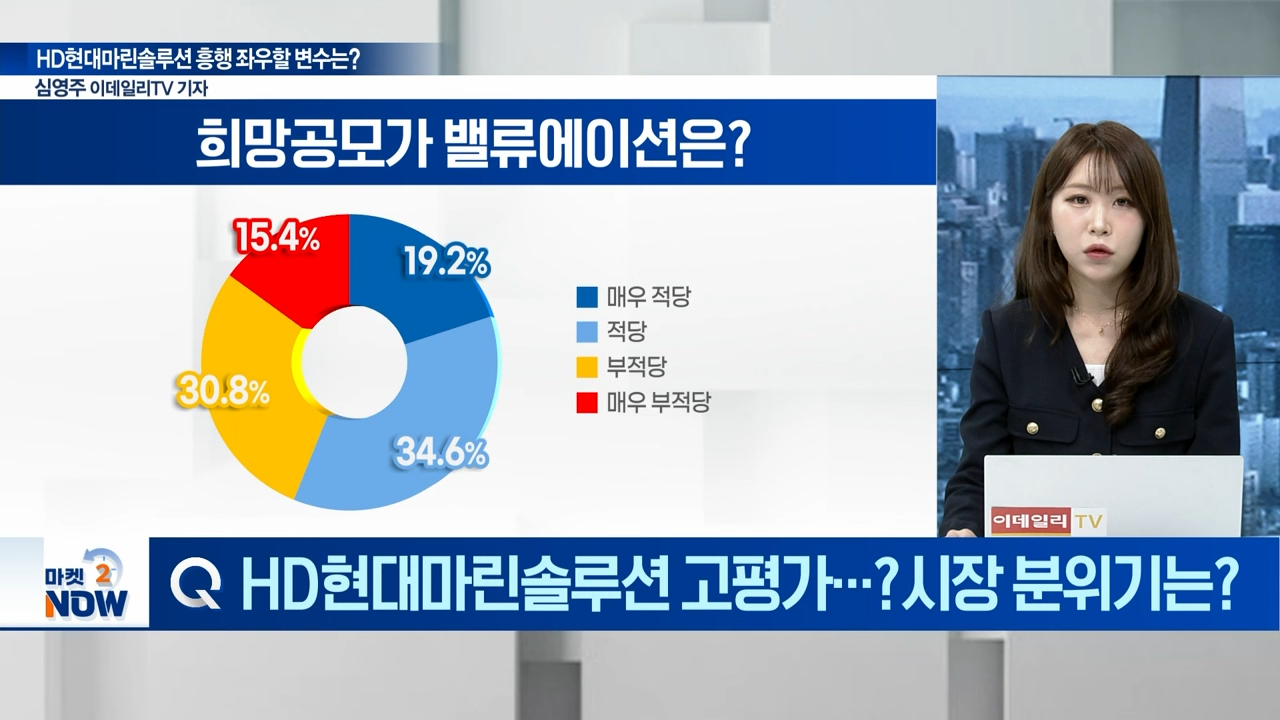 HD현대마린솔루션 흥행 좌우할 변수는?
심영주 이데일리TV 기자
희망공모가 밸류에이션은?
15.4%
19.2%
30.8%
34.6%
매우 적당
적당
부적당
매우 부적당
이데일리 TV
마켓 2
NOW
Q HD현대마린솔루션 고평가…?시장 분위기는?